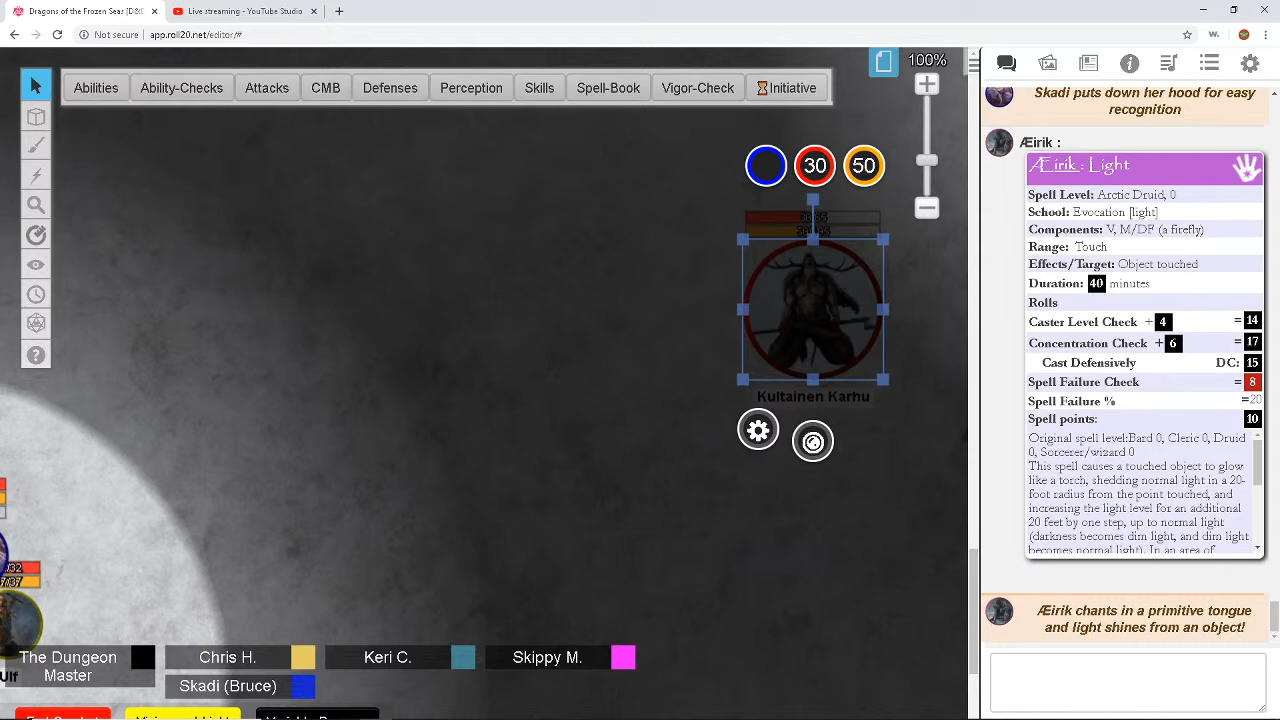 Dragons of the Frozen Seas [D&D
Live streaming - YouTube Studio
Not secure
app.roll20.net/editor/#
W.
100%
Abilities
Ability-Checks
Attacks
CMB
Defenses
Perception
Skills
Spell-Book
Vigor-Check
Initiative
30
50
Kultainen Karhu
/32
/37
Ulf
The Dungeon
Master
Chris H.
Keri C.
Skippy M.
Skadi (Bruce)
Skadi puts down her hood for easy
recognition
Æirik :
Æirik : Light
Spell Level: Arctic Druid, 0
School: Evocation [light]
Components: V, M/DF (a firefly)
Range: Touch
Effects/Target: Object touched
Duration: 40 minutes
Rolls
Caster Level Check + 4 = 14
Concentration Check + 6 = 17
Cast Defensively DC: 15
Spell Failure Check = 8
Spell Failure % =20
Spell points: 10
Original spell level:Bard 0, Cleric 0, Druid
0, Sorcerer/wizard 0
This spell causes a touched object to glow
like a torch, shedding normal light in a 20-
foot radius from the point touched, and
increasing the light level for an additional
20 feet by one step, up to normal light
(darkness becomes dim light, and dim light
becomes normal light). In an area of
Æirik chants in a primitive tongue
and light shines from an object!